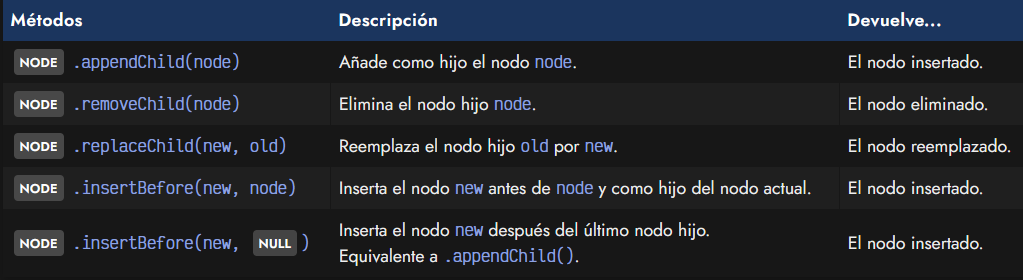 Métodos Descripción Devuelve...
NODE .appendChild(node) Añade como hijo el nodo node. El nodo insertado.
NODE .removeChild(node) Elimina el nodo hijo node. El nodo eliminado.
NODE .replaceChild(new, old) Reemplaza el nodo hijo old por new. El nodo reemplazado.
NODE .insertBefore(new, node) Inserta el nodo new antes de node y como hijo del nodo actual. El nodo insertado.
NODE .insertBefore(new, NULL ) Inserta el nodo new después del último nodo hijo. El nodo insertado.
Equivalente a .appendChild().